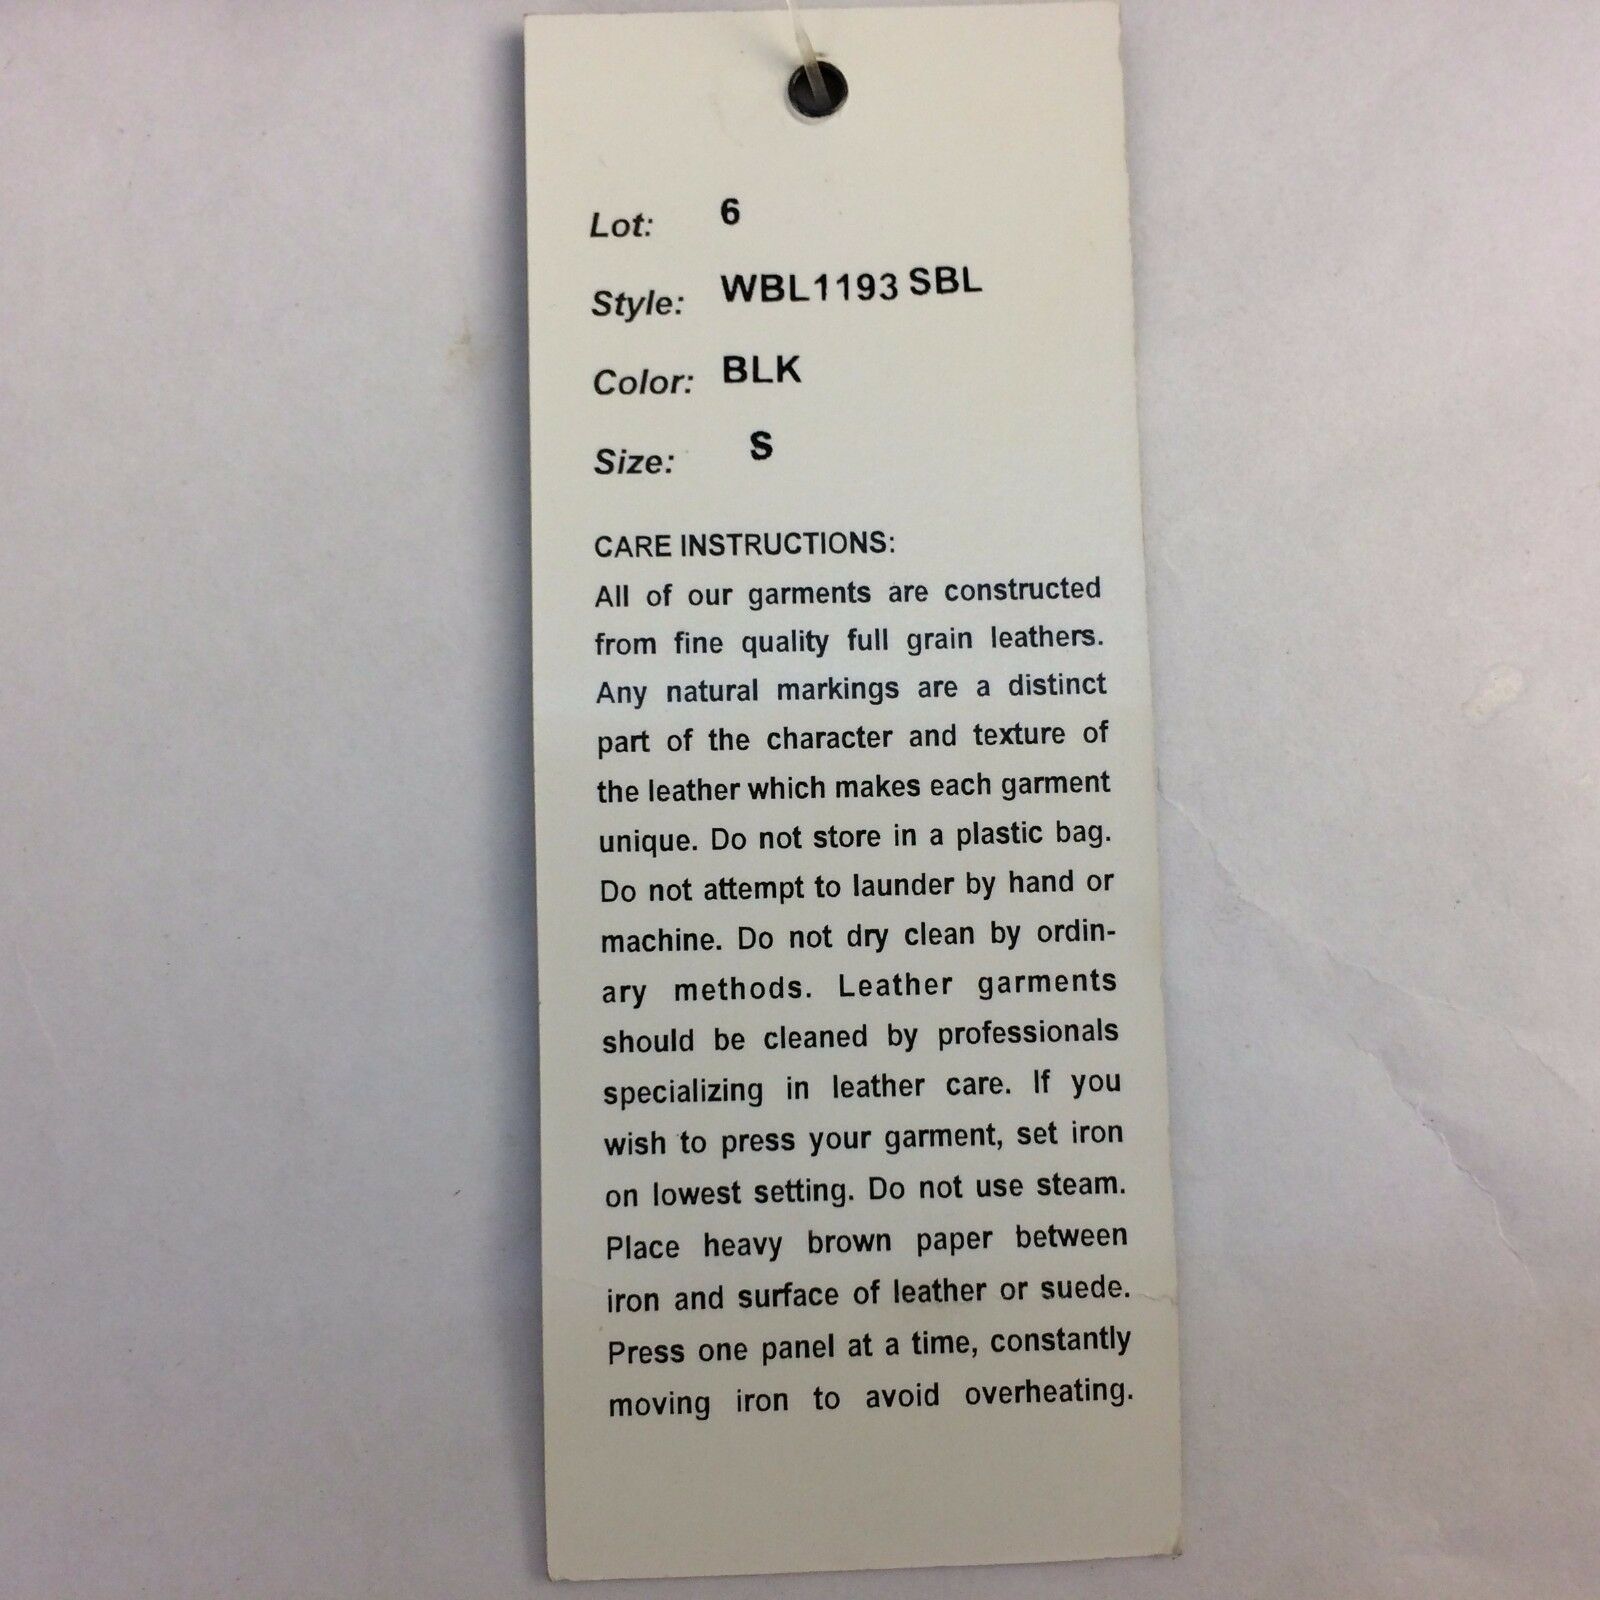 Lot: 6
Style: WBL1193 SBL
Color: BLK
Size: S
CARE INSTRUCTIONS:
All of our garments are constructed
from fine quality full grain leathers.
Any natural markings are a distinct
part of the character and texture of
the leather which makes each garment
unique. Do not store in a plastic bag.
Do not attempt to launder by hand or
machine. Do not dry clean by ordin-
ary methods. Leather garments
should be cleaned by professionals
specializing in leather care. If you
wish to press your garment, set iron
on lowest setting. Do not use steam.
Place heavy brown paper between
iron and surface of leather or suede.
Press one panel at a time, constantly
moving iron to avoid overheating.